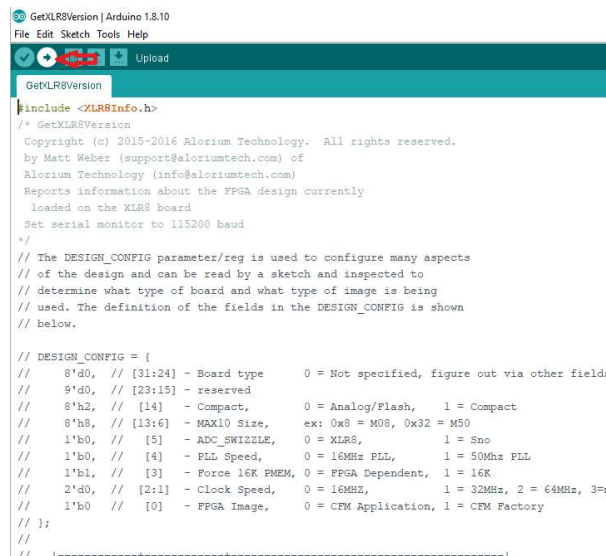 GetXLR8Version | Arduino 1.8.10
File Edit Sketch Tools Help
Upload
GetXLR8Version
#include <XLR8Info.h>
/* GetXLR8Version
Copyright (c) 2015-2016 Alorium Technology.  All rights reserved.
by Matt Weber (support@aloriumtech.com) of
Alorium Technology (info@aloriumtech.com)
Reports information about the FPGA design currently
loaded on the XLR8 board
Set serial monitor to 115200 baud
*/
// The DESIGN_CONFIG parameter/reg is used to configure many aspects
// of the design and can be read by a sketch and inspected to
// determine what type of board and what type of image is being
// used. The definition of the fields in the DESIGN_CONFIG is shown
// below.
// DESIGN_CONFIG = {
//     8'd0,  // [31:24] - Board type      0 = Not specified, figure out via other fields
//     9'd0,  // [23:15] - reserved
//     8'h2,  //  [14]   - Compact,        0 = Analog/Flash,   1 = Compact
//     8'h8,  // [13:6]  - MAX10 Size,     ex: 0x8 = M08, 0x32 = M50
//     1'b0,  //   [5]   - ADC_SWIZZLE,    0 = XLR8,           1 = Sno
//     1'b0,  //   [4]   - PLL Speed,      0 = 16MHz PLL,      1 = 50Mhz PLL
//     1'b1,  //   [3]   - Force 16K PMEM, 0 = FPGA Dependent, 1 = 16K
//     2'd0,  //  [2:1]  - Clock Speed,    0 = 16MHZ,          1 = 32MHz, 2 = 64MHz, 3=
//     1'b0   //   [0]   - FPGA Image,     0 = CFM Application, 1 = CFM Factory
// };
//